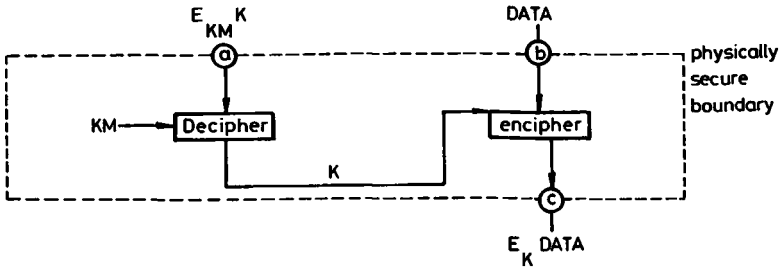 E KM K
DATA
a
b
physically
secure
boundary
KM
Decipher
encipher
K
c
E K DATA